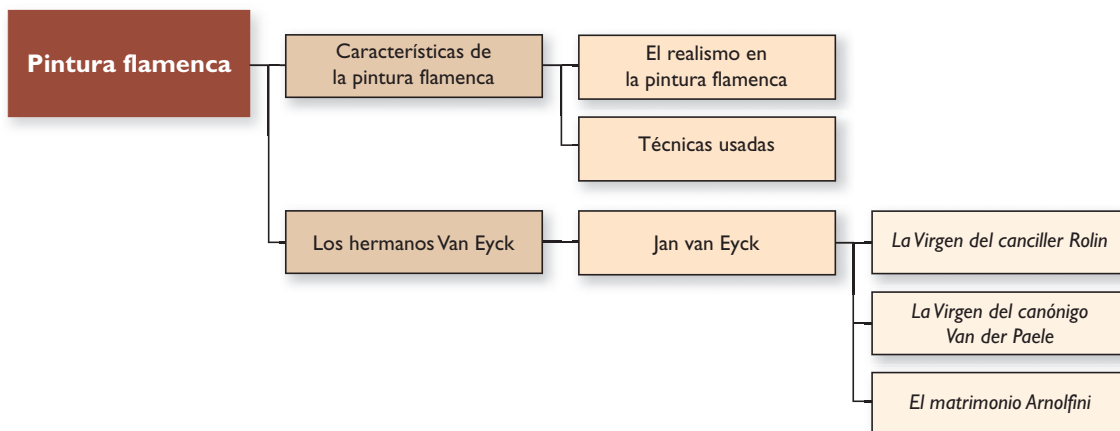 Pintura flamenca
Características de
la pintura flamenca
El realismo en
la pintura flamenca
Técnicas usadas
Los hermanos Van Eyck
Jan van Eyck
La Virgen del canciller Rolin
La Virgen del canónigo
Van der Paele
El matrimonio Arnolfini